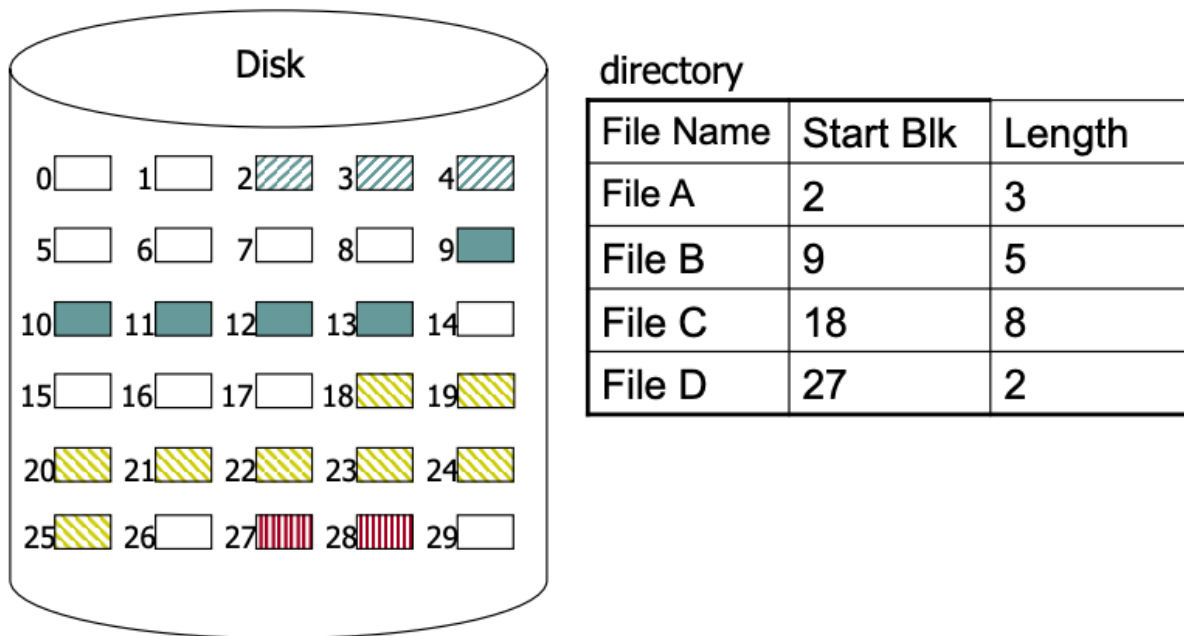 Disk
0 1 2 3 4
5 6 7 8 9
10 11 12 13 14
15 16 17 18 19
20 21 22 23 24
25 26 27 28 29
directory
File Name Start Blk Length
File A 2 3
File B 9 5
File C 18 8
File D 27 2